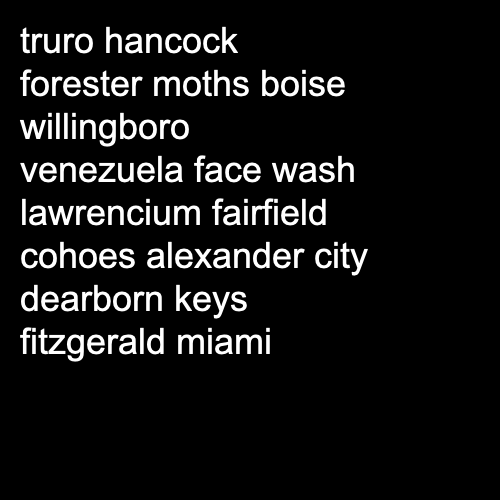 truro hancock
forester moths boise
willingboro
venezuela face wash
lawrencium fairfield
cohoes alexander city
dearborn keys
fitzgerald miami